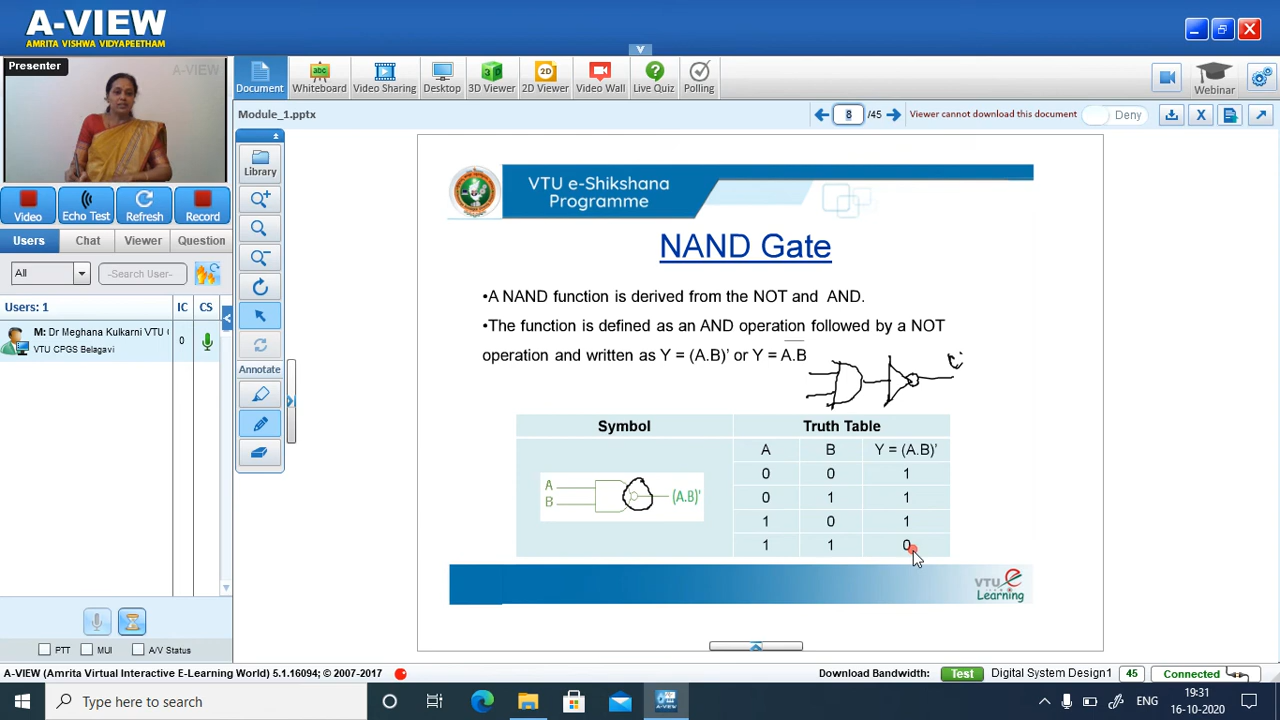 A-VIEW
AMRITA VISHWA VIDYAPEETHAM
Presenter
A-VIEW
Document
Whiteboard
Video Sharing
Desktop
3D Viewer
2D Viewer
Video Wall
Live Quiz
Polling
Webinar
Module_1.pptx
8 /45
Viewer cannot download this document
Deny
Video
Echo Test
Refresh
Record
Users
Chat
Viewer
Question
All
-Search User-
Users: 1
IC
CS
M: Dr Meghana Kulkarni VTU
VTU CPGS Belagavi
0
PTT
MUI
A/V Status
Library
Annotate
VTU e-Shikshana
Programme
NAND Gate
•A NAND function is derived from the NOT and AND.
•The function is defined as an AND operation followed by a NOT
operation and written as Y = (A.B)' or Y = A.B
Symbol
Truth Table
A B Y = (A.B)'
0 0 1
0 1 1
1 0 1
1 1 0
A
B
(A.B)'
VTU
Learning
A-VIEW (Amrita Virtual Interactive E-Learning World) 5.1.16094; © 2007-2017
Download Bandwidth:
Test
Digital System Design1
45
Connected
Type here to search
ENG
19:31
16-10-2020